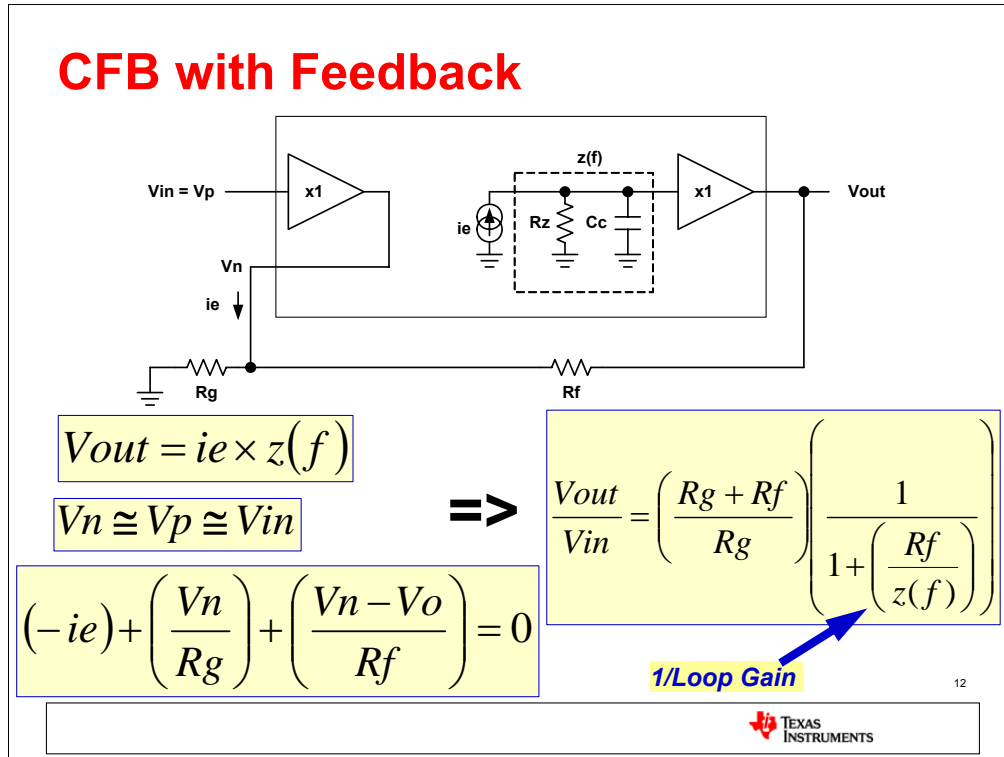 CFB with Feedback
z(f)
Vin = Vp
x1
x1
Vout
ie
Rz
Cc
Vn
ie
Rg
Rf
Vout = ie × z(f)
Vn ≅ Vp ≅ Vin
(−ie) + (Vn/Rg) + ((Vn − Vo)/Rf) = 0
=>
Vout/Vin = ((Rg + Rf)/Rg)(1/(1 + (Rf/z(f))))
1/Loop Gain
12
TEXAS
INSTRUMENTS